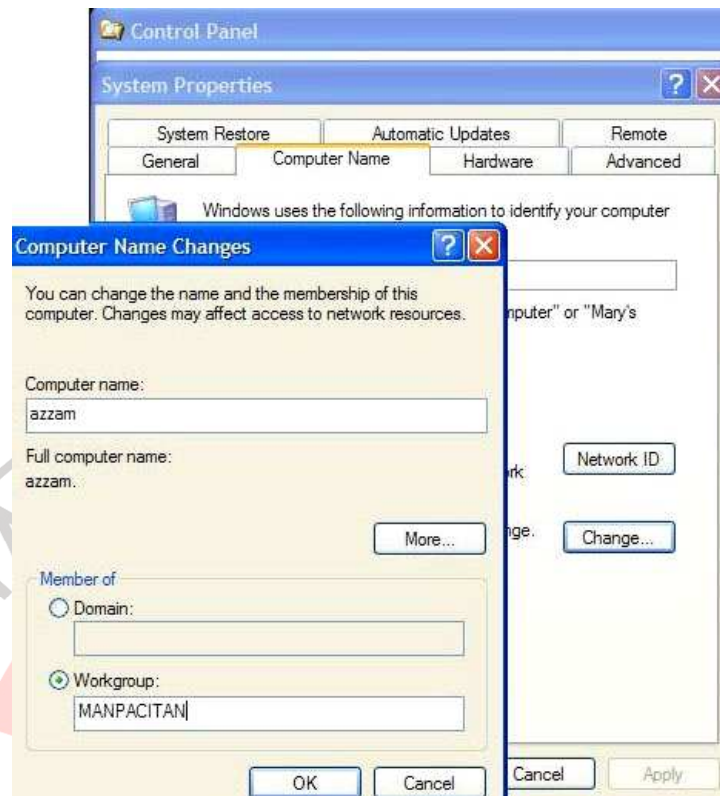 Control Panel
System Properties
System Restore Automatic Updates Remote
General Computer Name Hardware Advanced
Windows uses the following information to identify your computer
Computer Name Changes
You can change the name and the membership of this
computer. Changes may affect access to network resources.
or "Mary's
Computer name:
azzam
Full computer name:
azzam.
Network ID
More...
Change...
Member of
Domain:
Workgroup:
MANPACITAN
OK Cancel
Cancel Apply